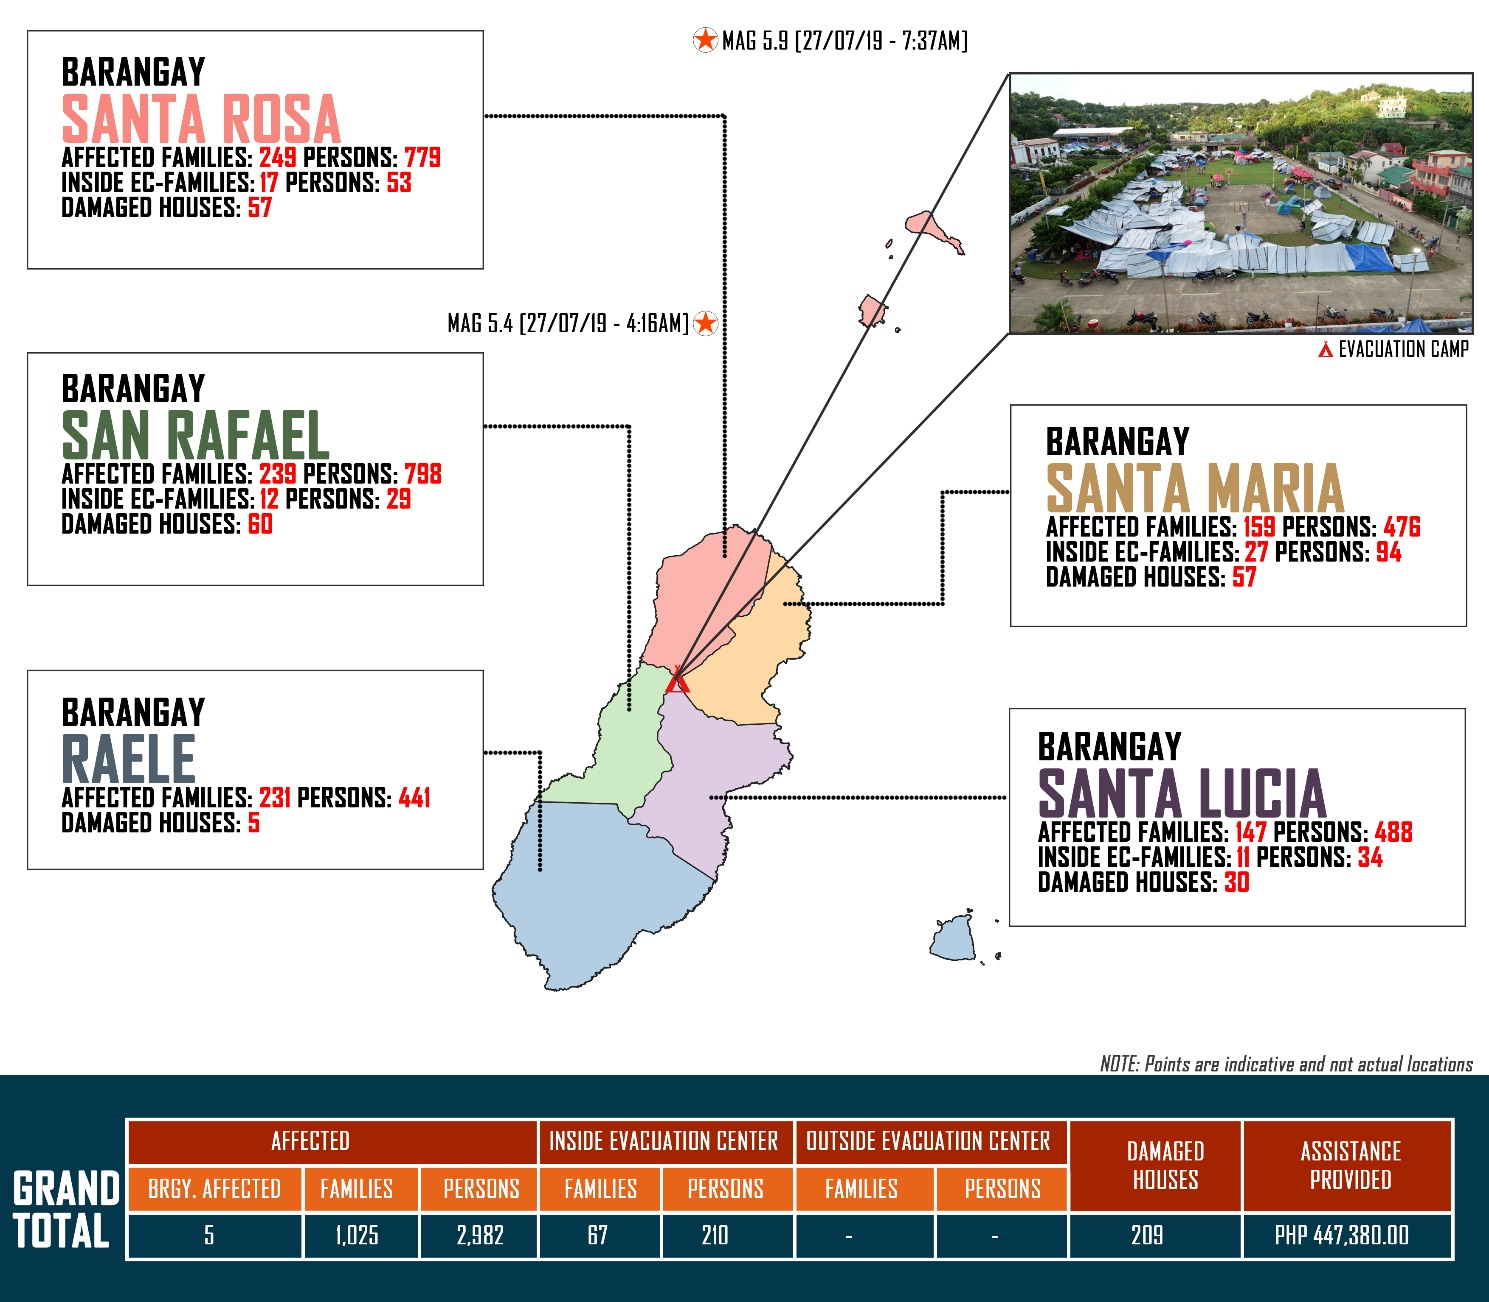 MAG 5.9 [27/07/19 - 7:37AM]
BARANGAY
SANTA ROSA
AFFECTED FAMILIES: 249 PERSONS: 779
INSIDE EC-FAMILIES: 17 PERSONS: 53
DAMAGED HOUSES: 57
MAG 5.4 [27/07/19 - 4:16AM]
EVACUATION CAMP
BARANGAY
SAN RAFAEL
AFFECTED FAMILIES: 239 PERSONS: 798
INSIDE EC-FAMILIES: 12 PERSONS: 29
DAMAGED HOUSES: 60
BARANGAY
SANTA MARIA
AFFECTED FAMILIES: 159 PERSONS: 476
INSIDE EC-FAMILIES: 27 PERSONS: 94
DAMAGED HOUSES: 57
BARANGAY
RAELE
AFFECTED FAMILIES: 231 PERSONS: 441
DAMAGED HOUSES: 5
BARANGAY
SANTA LUCIA
AFFECTED FAMILIES: 147 PERSONS: 488
INSIDE EC-FAMILIES: 11 PERSONS: 34
DAMAGED HOUSES: 30
NOTE: Points are indicative and not actual locations
GRAND
TOTAL
AFFECTED
INSIDE EVACUATION CENTER
OUTSIDE EVACUATION CENTER
DAMAGED
HOUSES
ASSISTANCE
PROVIDED
BRGY. AFFECTED FAMILIES PERSONS FAMILIES PERSONS FAMILIES PERSONS
5 1,025 2,982 67 210 - - 209 PHP 447,380.00